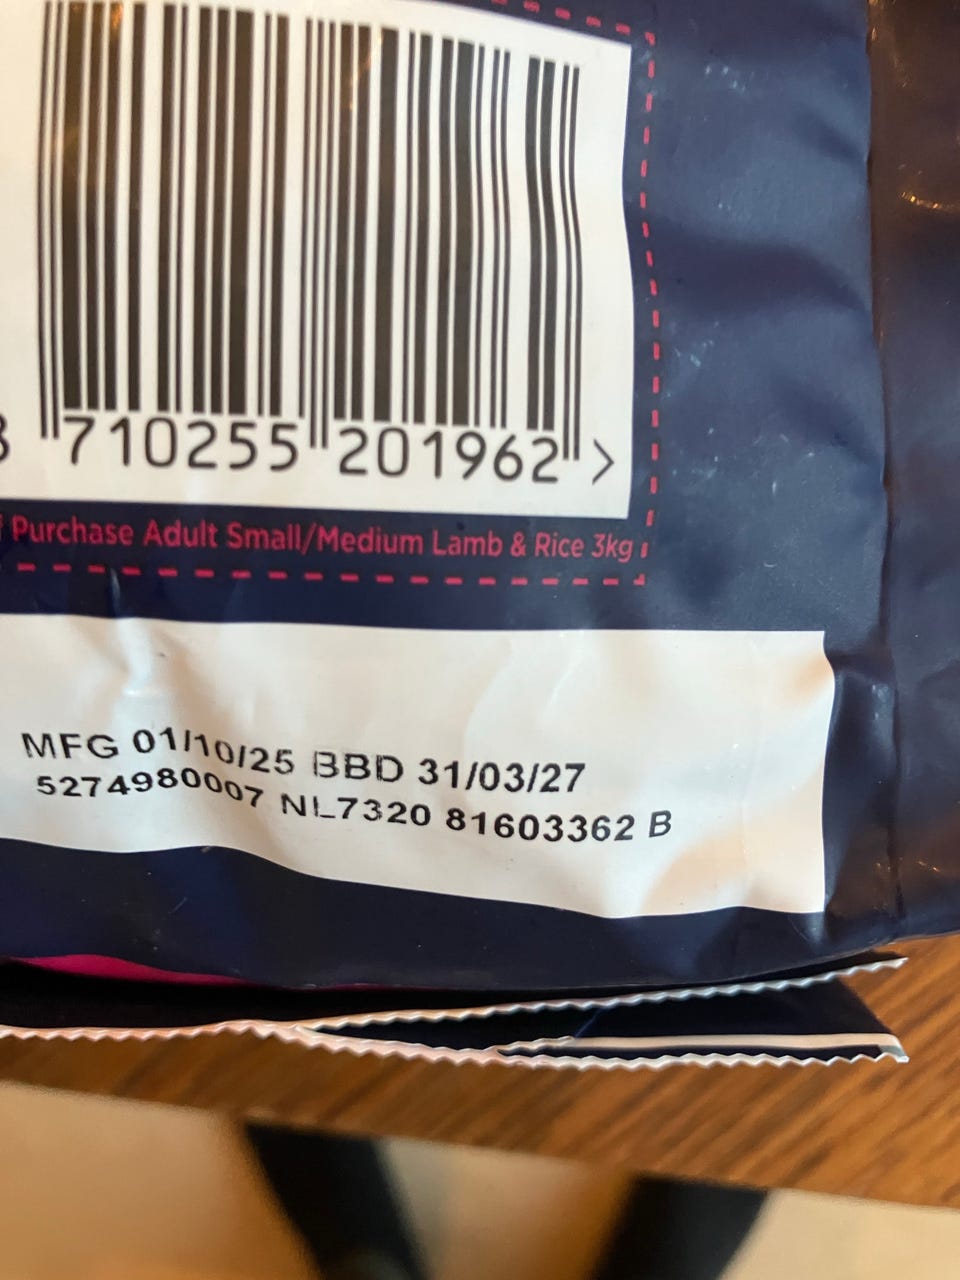 8 710255 201962 >
Purchase Adult Small/Medium Lamb & Rice 3kg
MFG 01/10/25 BBD 31/03/27
5274980007 NL7320 81603362 B